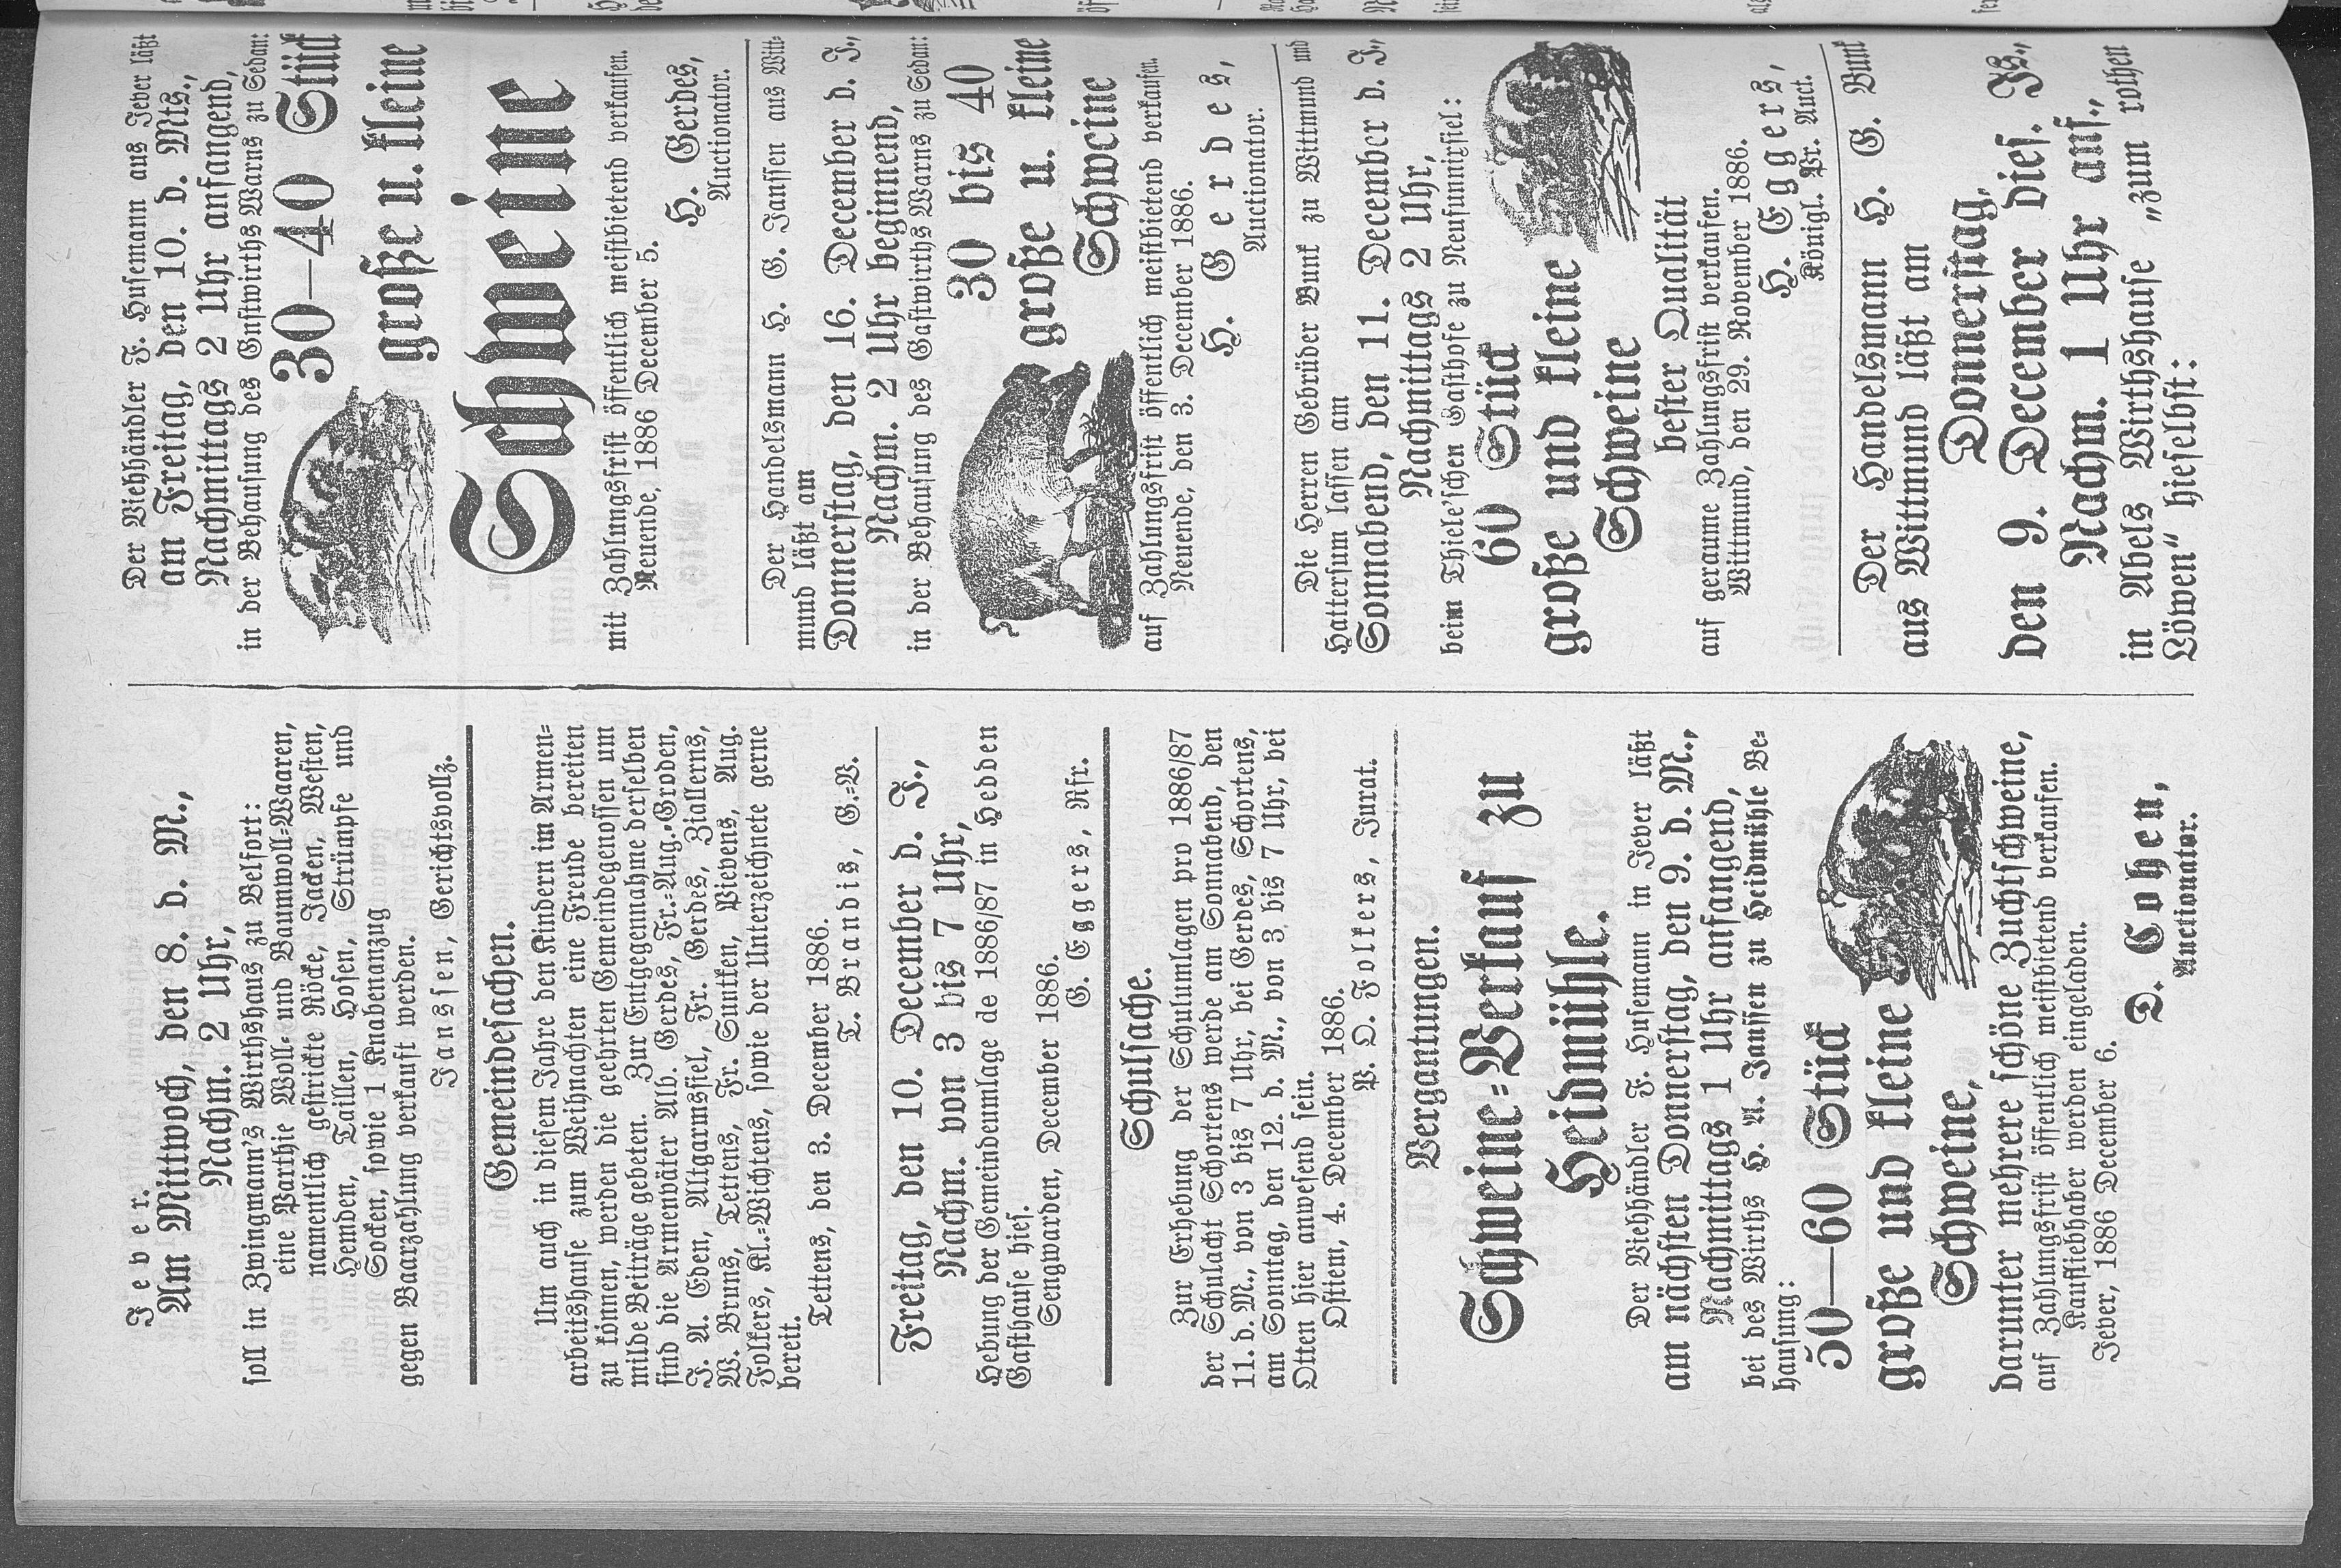 Jever.
Am Mittwoch, den 8. d. M.,
Nachm. 2 Uhr,
soll in Zwingmann's Wirthshaus zu Belfort:
eine Parthie Woll- und Baumwoll-Waaren,
namentlich gestrickte Röcke, Jacken, Westen,
Hemden, Taillen, Hosen, Strümpfe und
Socken, sowie 1 Knabenanzug
gegen Baarzahlung verkauft werden.
Janssen, Gerichtsvollz.
Gemeindesachen.
Um auch in diesem Jahre den Kindern im Armen-
arbeitshause zum Weihnachten eine Freude bereiten
zu können, werden die geehrten Gemeindegenossen um
milde Beiträge gebeten. Zur Entgegennahme derselben
sind die Armenväter Alb. Gerdes, Fr.-Aug.-Groden,
J. A. Eden, Altgarmssiel, Fr. Gerdes, Ziallerns,
W. Bruns, Tettens, Fr. Suntken, Pievens, Aug.
Folkers, Kl.-Wichtens, sowie der Unterzeichnete gerne
bereit.
Tettens, den 3. December 1886.
T. Brandis, G.-V.
Freitag, den 10. December d. J.,
Nachm. von 3 bis 7 Uhr,
Hebung der Gemeindeumlage de 1886/87 in Hedden
Gasthause hies.
Sengwarden, December 1886.
G. Eggers, Rfr.
Schulsache.
Zur Erhebung der Schulumlagen pro 1886/87
der Schulacht Schortens werde am Sonnabend, den
11. d. M., von 3 bis 7 Uhr, bei Gerdes, Schortens,
am Sonntag, den 12. d. M., von 3 bis 7 Uhr, bei
Otten hier anwesend sein.
Ostiem, 4. December 1886.
P. O. Folkers, Jurat.
Vergantungen.
Schweine-Verkauf zu
Heidmühle.
Der Viehhändler F. Husemann in Jever läßt
am nächsten Donnerstag, den 9. d. M.,
Nachmittags 1 Uhr anfangend,
bei des Wirths H. A. Janssen zu Heidmühle Be-
hausung:
50—60 Stück
große und kleine
Schweine,
darunter mehrere schöne Zuchtschweine,
auf Zahlungsfrist öffentlich meistbietend verkaufen.
Kaufliebhaber werden eingeladen.
Jever, 1886 December 6.
D. Cohen,
Auctionator.
Der Viehhändler F. Husemann aus Jever läßt
am Freitag, den 10. d. Mts.,
Nachmittags 2 Uhr anfangend,
in der Behausung des Gastwirths Warns zu Sedan:
30—40 Stück
große u. kleine
Schweine
mit Zahlungsfrist öffentlich meistbietend verkaufen.
Neuende, 1886 December 5.
H. Gerdes,
Auctionator.
Der Handelsmann H. G. Janssen aus Witt-
mund läßt am
Donnerstag, den 16. December d. J.,
Nachm. 2 Uhr beginnend,
in der Behausung des Gastwirths Warns zu Sedan:
30 bis 40
große u. kleine
Schweine
auf Zahlungsfrist öffentlich meistbietend verkaufen.
Neuende, den 3. December 1886.
H. Gerdes,
Auctionator.
Die Herren Gebrüder Bunk zu Wittmund und
Hattersum lassen am
Sonnabend, den 11. December d. J.,
Nachmittags 2 Uhr,
beim Thiele'schen Gasthofe zu Neufunnixsiel:
60 Stück
große und kleine
Schweine
bester Qualität
auf geraume Zahlungsfrist verkaufen.
Wittmund, den 29. November 1886.
H. Eggers,
Königl. Pr. Auct.
Der Handelsmann H. G. Bunk
aus Wittmund läßt am
Donnerstag,
den 9. December dies. Js.,
Nachm. 1 Uhr anf.,
in Abels Wirthshause „zum rothen
Löwen“ hieselbst: